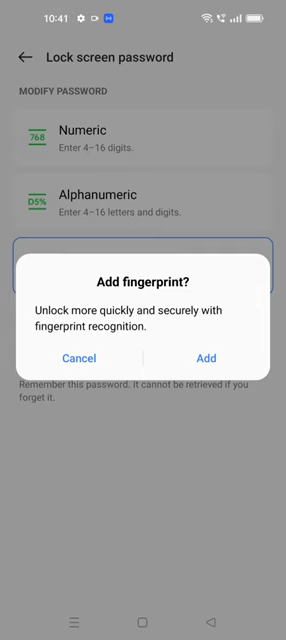 10:41
Lock screen password
MODIFY PASSWORD
768
Numeric
Enter 4–16 digits.
D5%
Alphanumeric
Enter 4–16 letters and digits.
Add fingerprint?
Unlock more quickly and securely with
fingerprint recognition.
Cancel
Add
Remember this password. It cannot be retrieved if you
forget it.